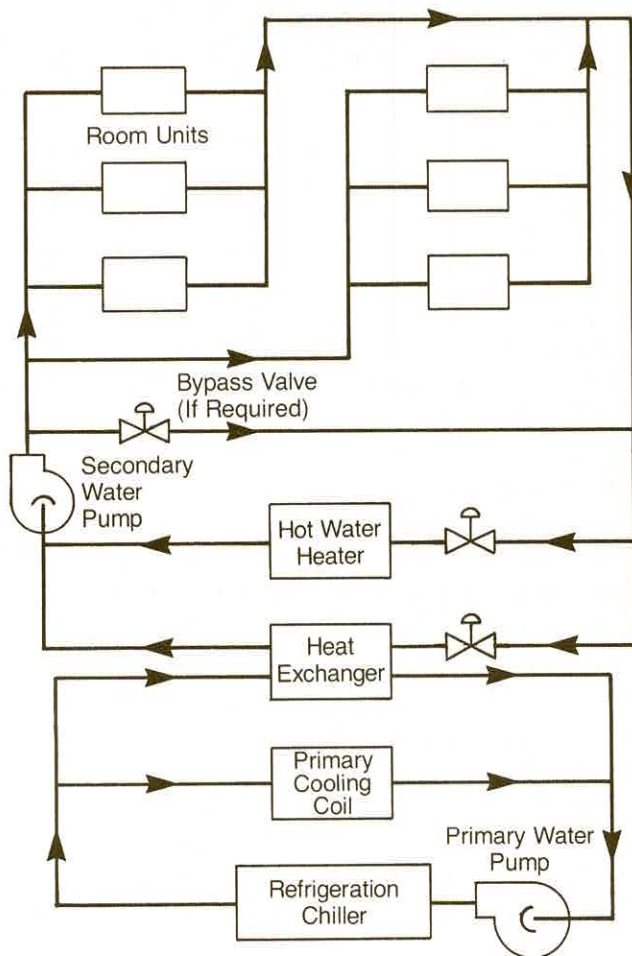 Room Units
Bypass Valve
(If Required)
Secondary
Water
Pump
Hot Water
Heater
Heat
Exchanger
Primary
Cooling
Coil
Primary Water
Pump
Refrigeration
Chiller